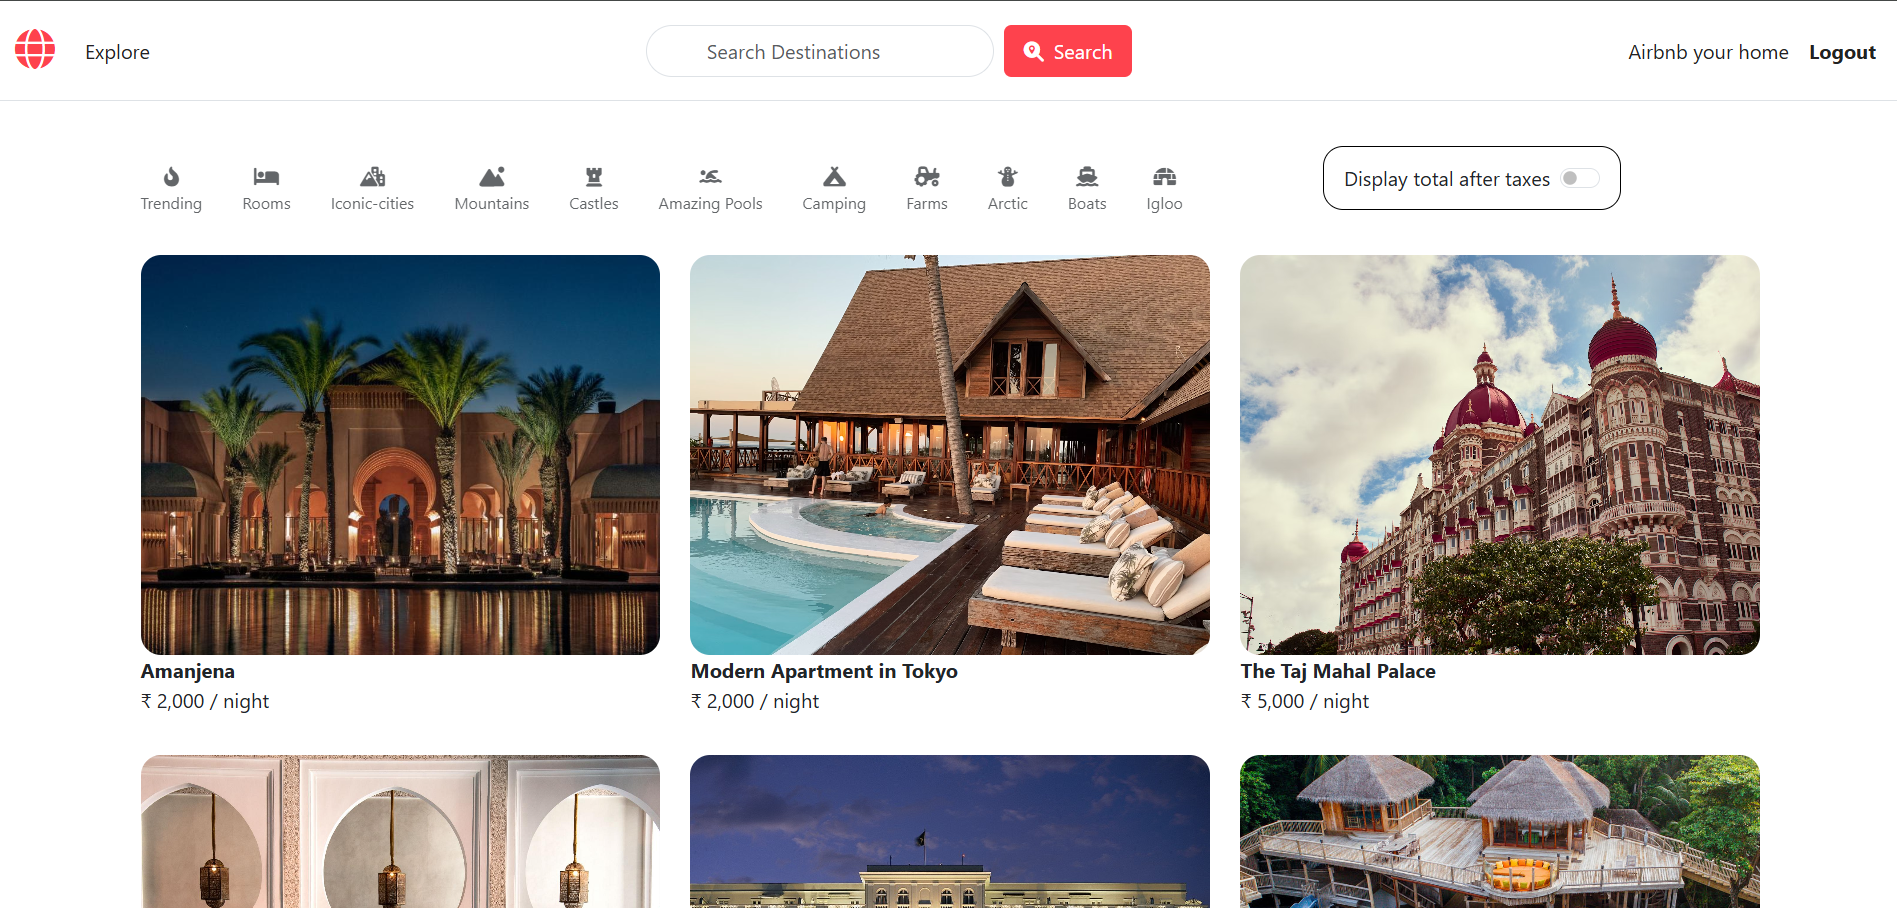 Explore
Search Destinations
Search
Airbnb your home
Logout
Trending
Rooms
Iconic-cities
Mountains
Castles
Amazing Pools
Camping
Farms
Arctic
Boats
Igloo
Display total after taxes
Amanjena
₹ 2,000 / night
Modern Apartment in Tokyo
₹ 2,000 / night
The Taj Mahal Palace
₹ 5,000 / night